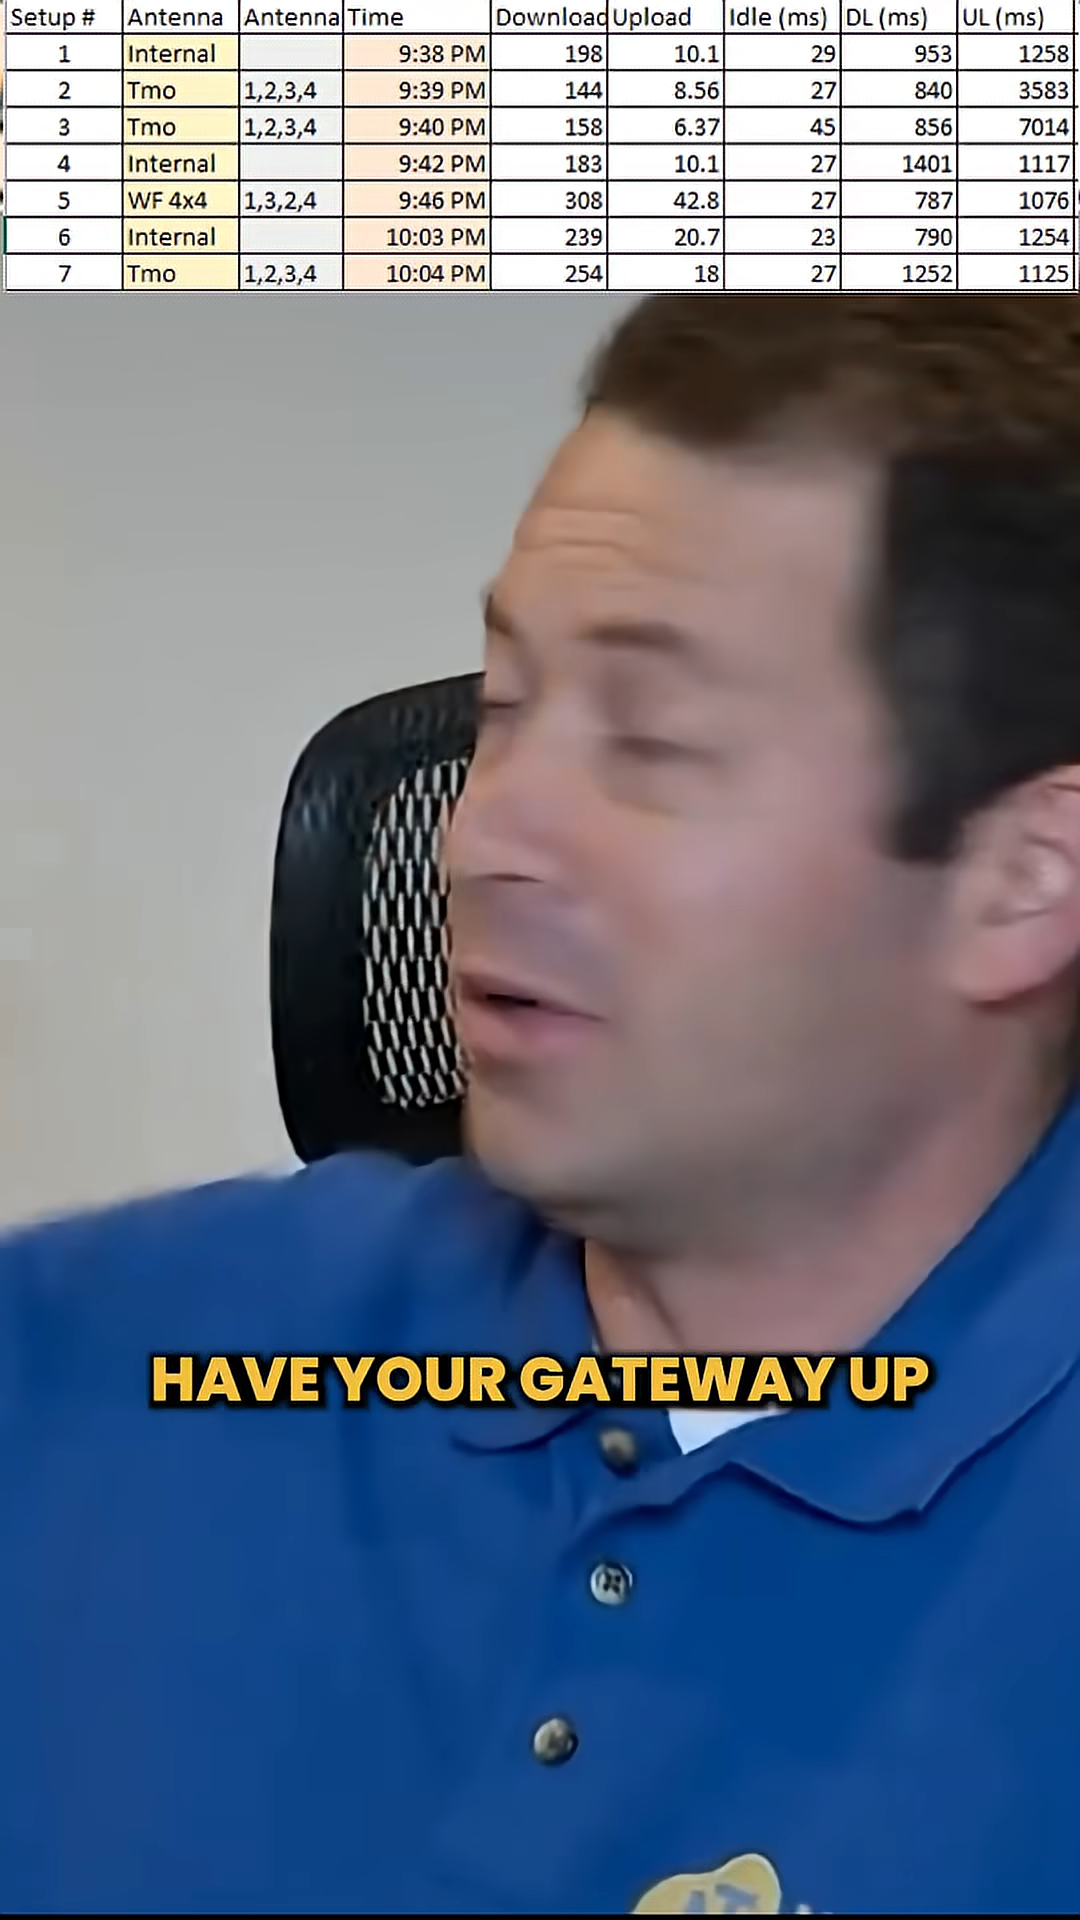 Setup # Antenna Antenna Time Download Upload Idle (ms) DL (ms) UL (ms)
1 Internal 9:38 PM 198 10.1 29 953 1258
2 Tmo 1,2,3,4 9:39 PM 144 8.56 27 840 3583
3 Tmo 1,2,3,4 9:40 PM 158 6.37 45 856 7014
4 Internal 9:42 PM 183 10.1 27 1401 1117
5 WF 4x4 1,3,2,4 9:46 PM 308 42.8 27 787 1076
6 Internal 10:03 PM 239 20.7 23 790 1254
7 Tmo 1,2,3,4 10:04 PM 254 18 27 1252 1125
HAVE YOUR GATEWAY UP